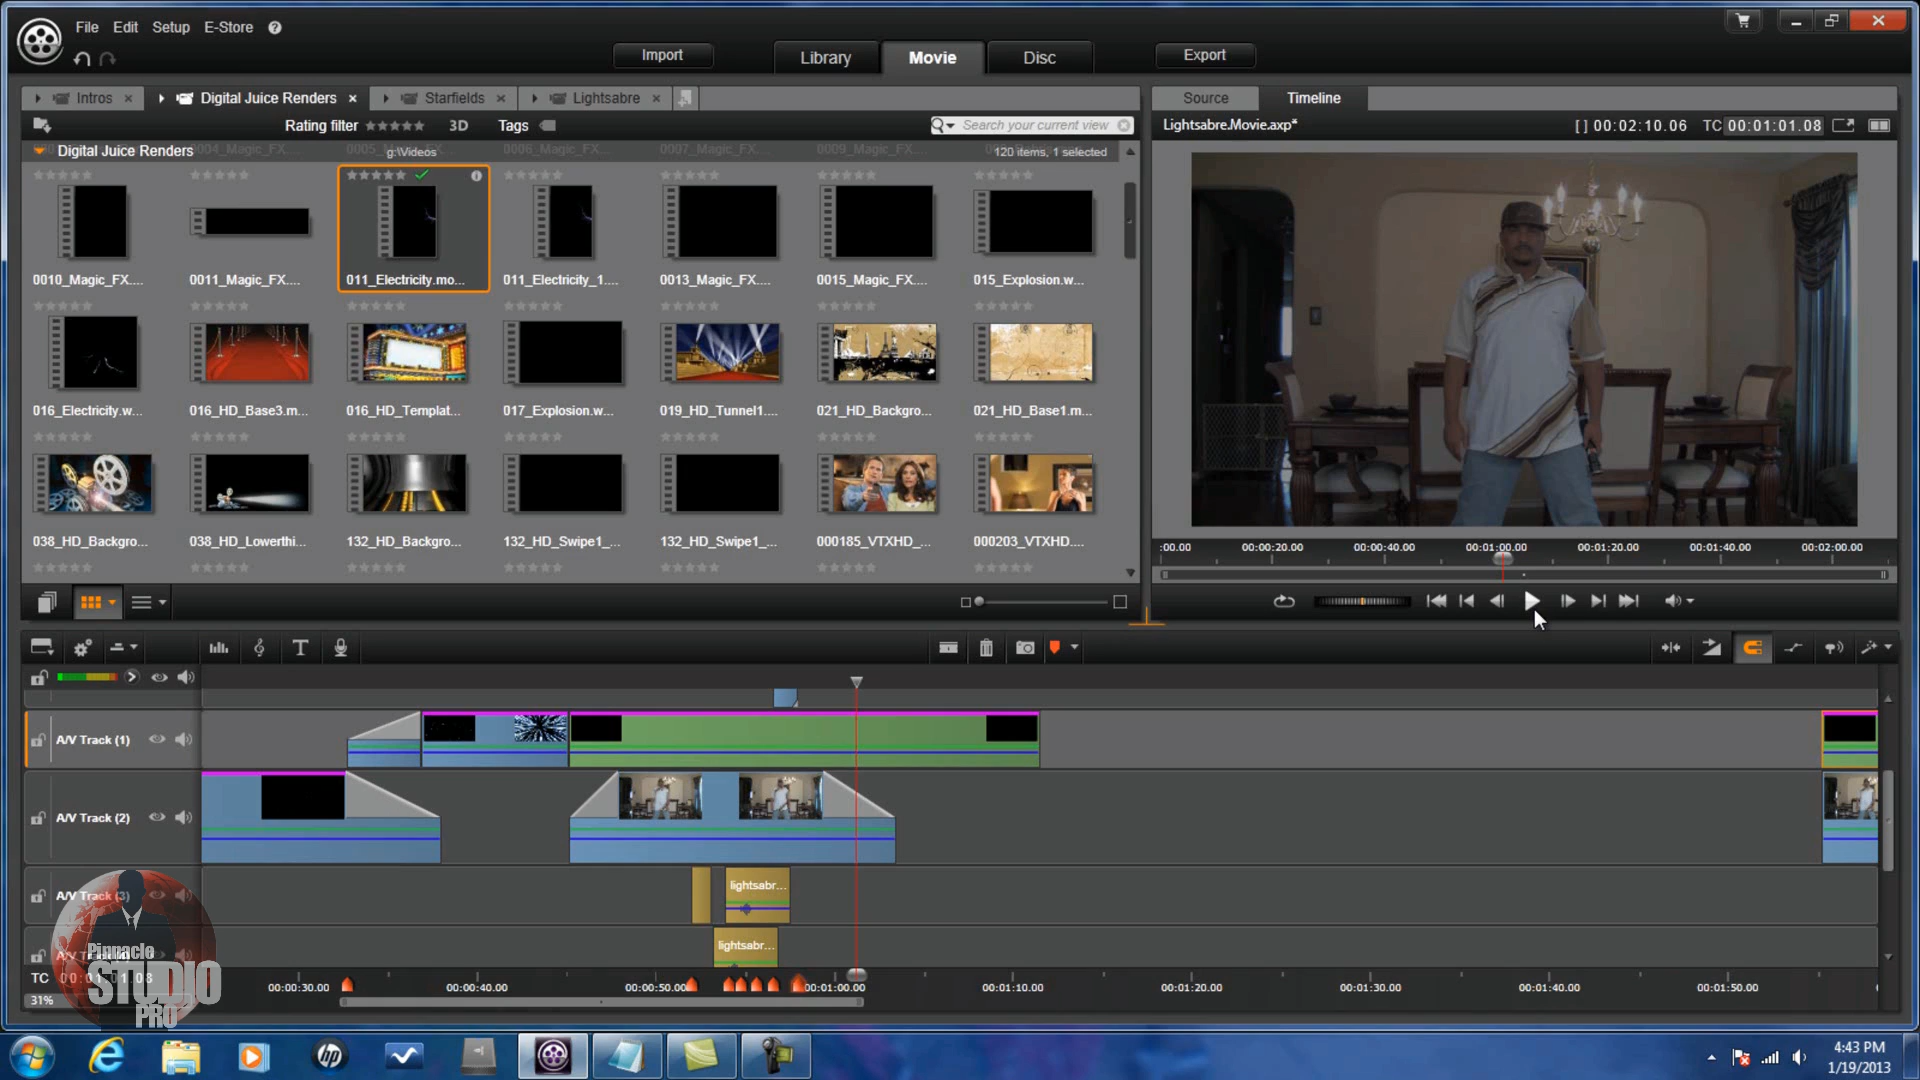 File Edit Setup E-Store
Import Library Movie Disc Export
Intros Digital Juice Renders Starfields Lightsabre
Source Timeline
Rating filter 3D Tags Search your current view
Lightsabre.Movie.axp* [ ] 00:02:10.06 TC 00:01:01.08
Digital Juice Renders g:\Videos 120 items, 1 selected
0010_Magic_FX.... 0011_Magic_FX.... 011_Electricity.mo... 011_Electricity_1.... 0013_Magic_FX.... 0015_Magic_FX.... 015_Explosion.w...
016_Electricity.w... 016_HD_Base3.m... 016_HD_Templat... 017_Explosion.w... 019_HD_Tunnel1.... 021_HD_Backgro... 021_HD_Base1.m...
038_HD_Backgro... 038_HD_Lowerthi... 132_HD_Backgro... 132_HD_Swipe1_... 132_HD_Swipe1_... 000185_VTXHD_... 000203_VTXHD....
:00.00 00:00:20.00 00:00:40.00 00:01:00.00 00:01:20.00 00:01:40.00 00:02:00.00
A/V Track (1)
A/V Track (2)
A/V Track (3) lightsabr...
lightsabr...
TC 00:01:01.08
00:00:30.00 00:00:40.00 00:00:50.00 00:01:00.00 00:01:10.00 00:01:20.00 00:01:30.00 00:01:40.00 00:01:50.00
31%
Pinnacle
STUDIO
PRO
hp
4:43 PM
1/19/2013